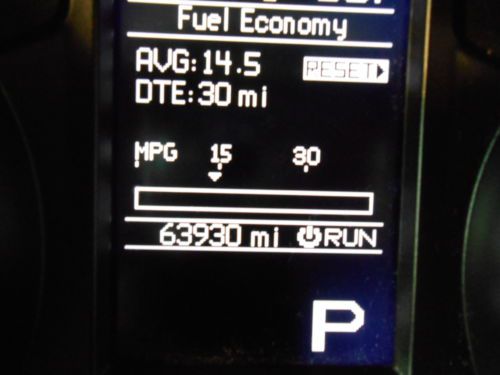 Fuel Economy
AVG:14.5 RESET
DTE:30 mi
MPG 15 30
63930 mi RUN
P